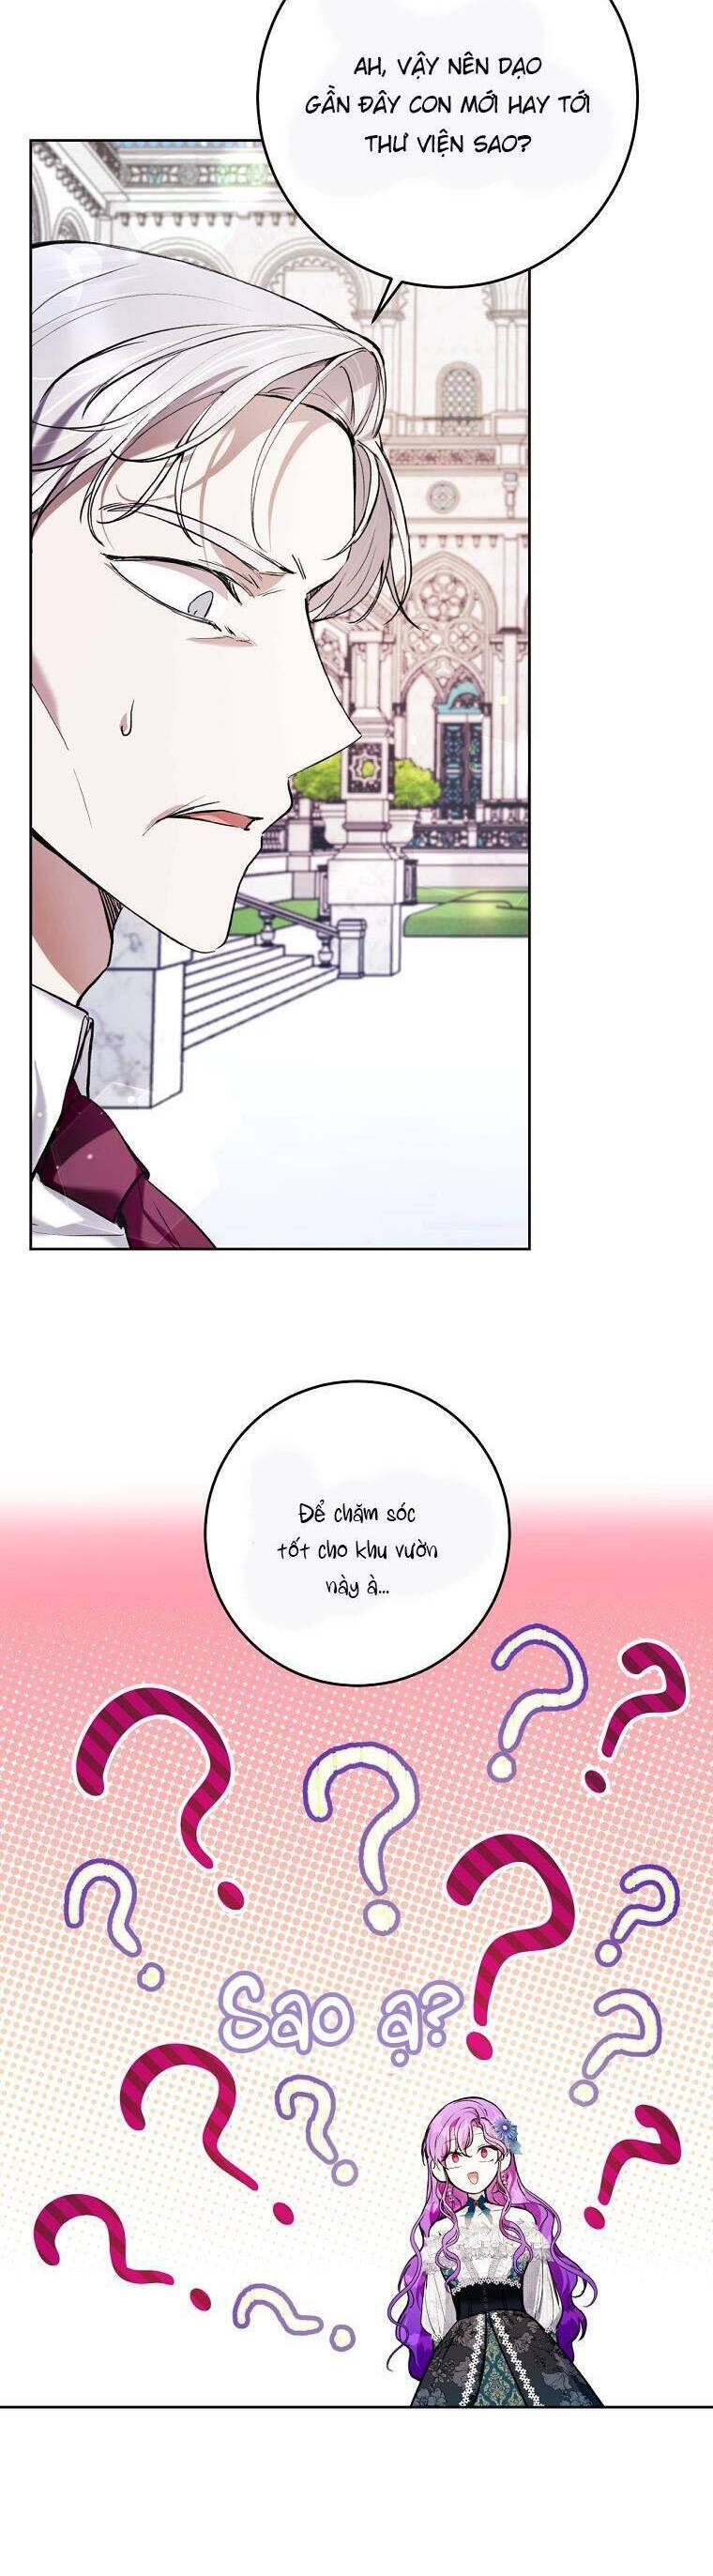 AH, VẬY NÊN DẠO
GẦN ĐÂY CON MỚI HAY TỚI
THƯ VIỆN SAO?
Để chăm sóc
tốt cho khu vườn
này à...
Sao ạ?